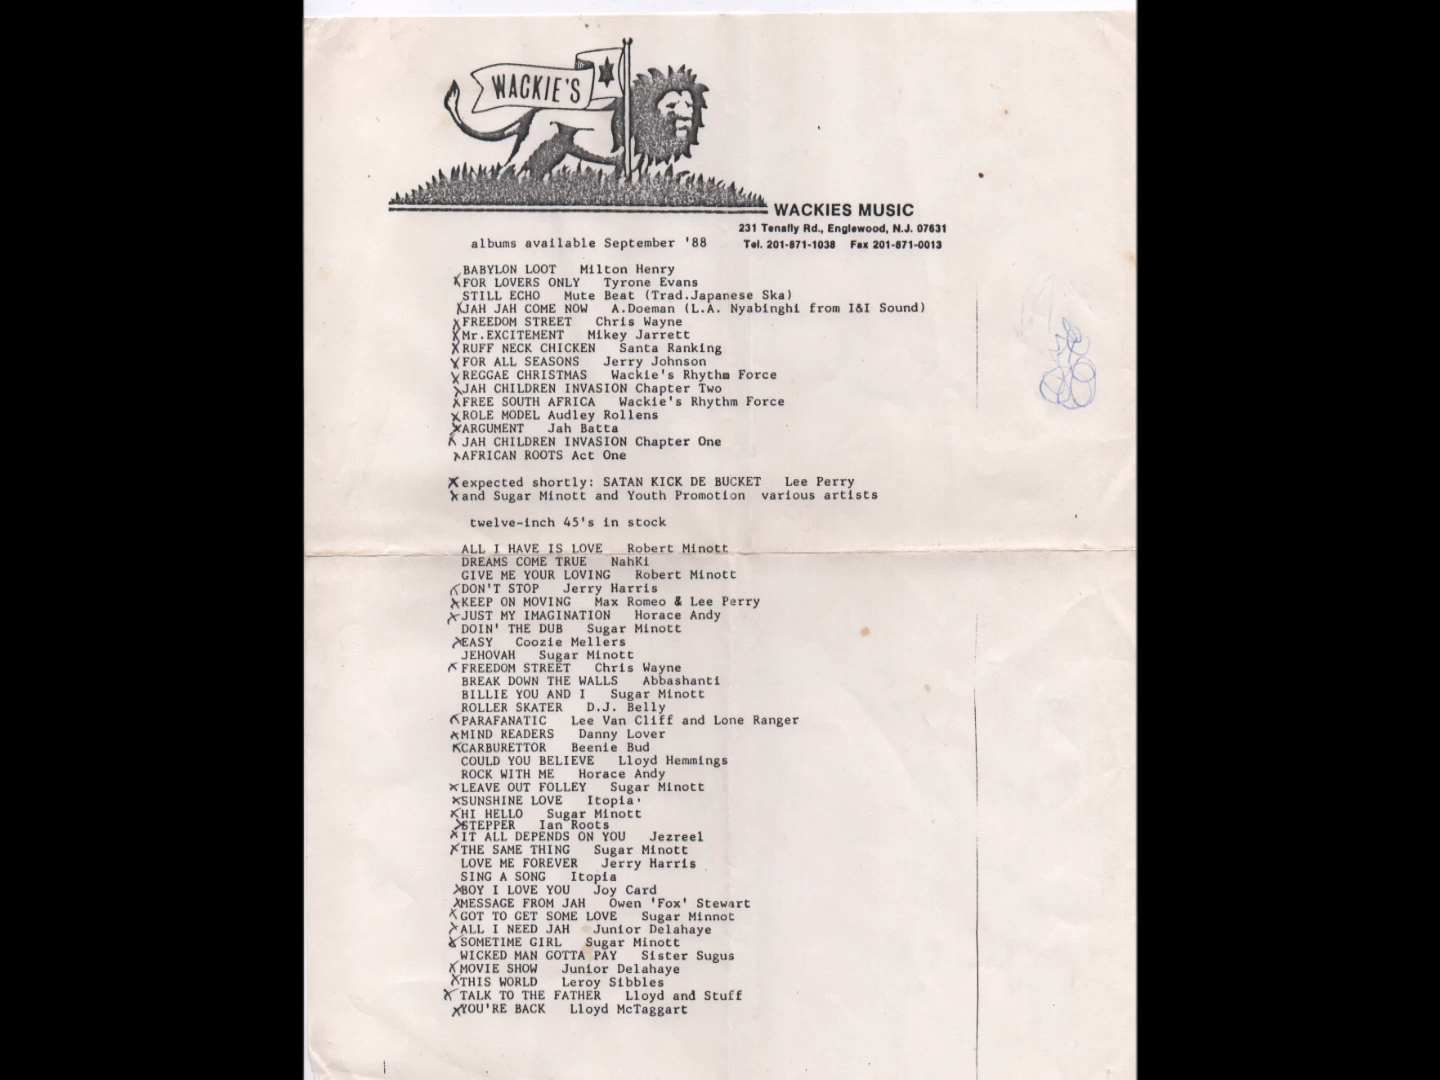 WACKIE'S
WACKIES MUSIC
231 Tenafly Rd., Englewood, N.J. 07631
Tel. 201-871-1038 Fax 201-871-0013
albums available September '88
BABYLON LOOT Milton Henry
FOR LOVERS ONLY Tyrone Evans
STILL ECHO Mute Beat (Trad.Japanese Ska)
JAH JAH COME NOW A.Doeman (L.A. Nyabinghi from I&I Sound)
FREEDOM STREET Chris Wayne
Mr.EXCITEMENT Mikey Jarrett
RUFF NECK CHICKEN Santa Ranking
FOR ALL SEASONS Jerry Johnson
REGGAE CHRISTMAS Wackie's Rhythm Force
JAH CHILDREN INVASION Chapter Two
FREE SOUTH AFRICA Wackie's Rhythm Force
ROLE MODEL Audley Rollens
ARGUMENT Jah Batta
JAH CHILDREN INVASION Chapter One
AFRICAN ROOTS Act One
expected shortly: SATAN KICK DE BUCKET Lee Perry
and Sugar Minott and Youth Promotion various artists
twelve-inch 45's in stock
ALL I HAVE IS LOVE Robert Minott
DREAMS COME TRUE NahKi
GIVE ME YOUR LOVING Robert Minott
DON'T STOP Jerry Harris
KEEP ON MOVING Max Romeo & Lee Perry
JUST MY IMAGINATION Horace Andy
DOIN' THE DUB Sugar Minott
EASY Coozie Mellers
JEHOVAH Sugar Minott
FREEDOM STREET Chris Wayne
BREAK DOWN THE WALLS Abbashanti
BILLIE YOU AND I Sugar Minott
ROLLER SKATER D.J. Belly
PARAFANATIC Lee Van Cliff and Lone Ranger
MIND READERS Danny Lover
CARBURETTOR Beenie Bud
COULD YOU BELIEVE Lloyd Hemmings
ROCK WITH ME Horace Andy
LEAVE OUT FOLLEY Sugar Minott
SUNSHINE LOVE Itopia
HI HELLO Sugar Minott
STEPPER Ian Roots
IT ALL DEPENDS ON YOU Jezreel
THE SAME THING Sugar Minott
LOVE ME FOREVER Jerry Harris
SING A SONG Itopia
BOY I LOVE YOU Joy Card
MESSAGE FROM JAH Owen 'Fox' Stewart
GOT TO GET SOME LOVE Sugar Minnot
ALL I NEED JAH Junior Delahaye
SOMETIME GIRL Sugar Minott
WICKED MAN GOTTA PAY Sister Sugus
MOVIE SHOW Junior Delahaye
THIS WORLD Leroy Sibbles
TALK TO THE FATHER Lloyd and Stuff
YOU'RE BACK Lloyd McTaggart